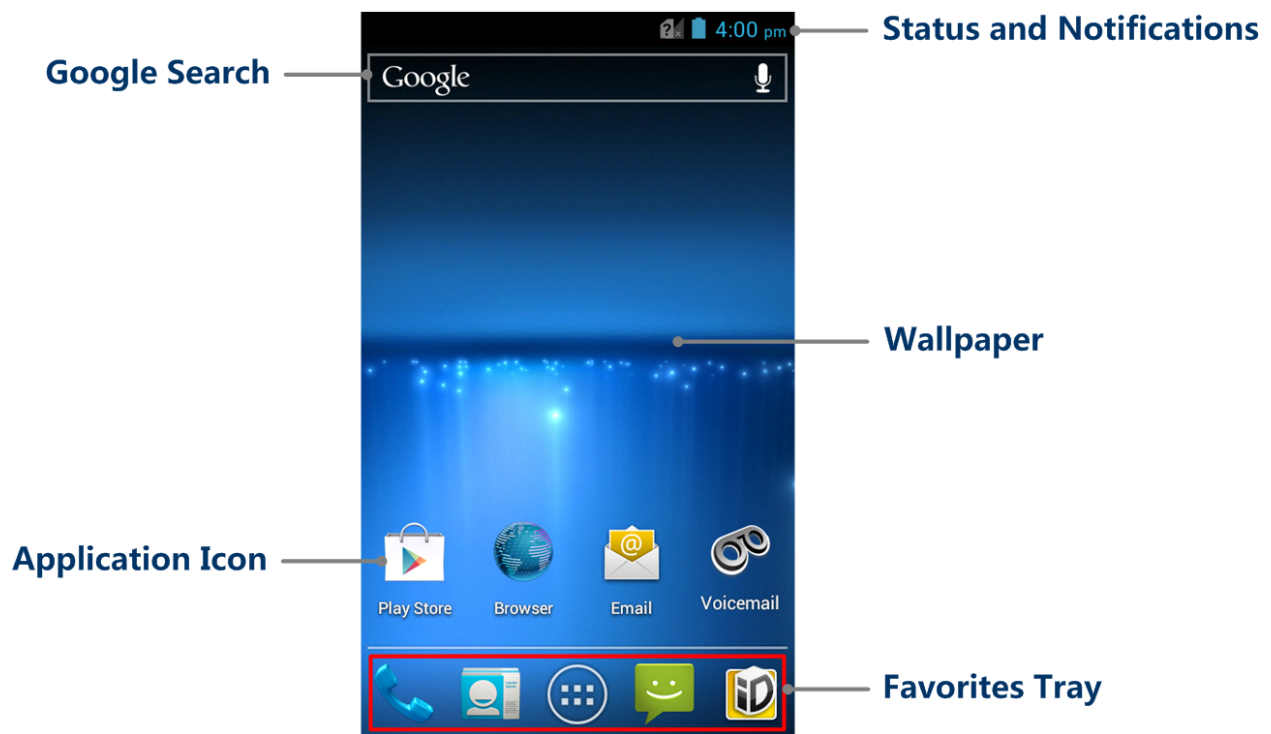 4:00 pm
Status and Notifications
Google Search
Google
Wallpaper
Application Icon
@
Play Store
Browser
Email
Voicemail
iD
Favorites Tray